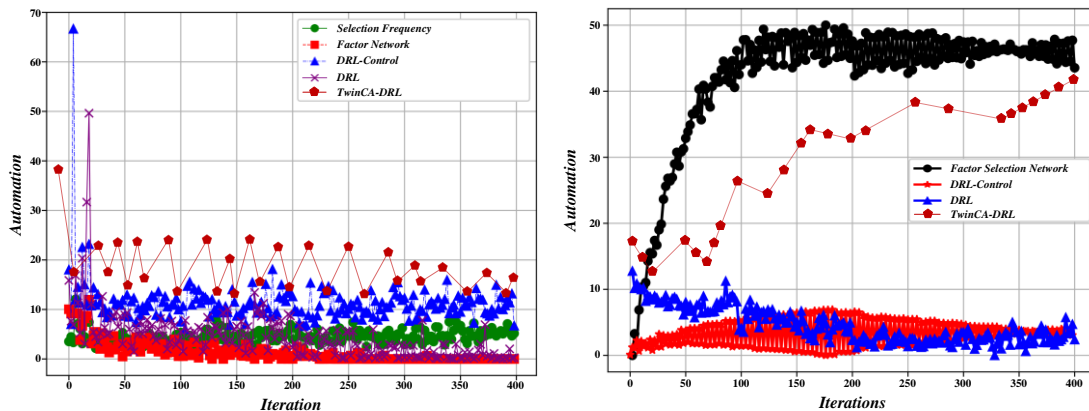 70
60
50
40
30
20
10
0
Automation
0
50
100
150
200
250
300
350
400
Iteration
Selection Frequency
Factor Network
DRL-Control
DRL
TwinCA-DRL
50
40
30
20
10
0
Automation
0
50
100
150
200
250
300
350
400
Iterations
Factor Selection Network
DRL-Control
DRL
TwinCA-DRL